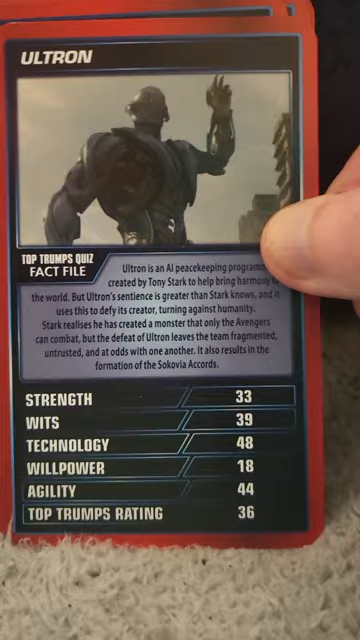 ULTRON
TOP TRUMPS QUIZ
FACT FILE
Ultron is an AI peacekeeping programme
created by Tony Stark to help bring harmony to
the world. But Ultron's sentience is greater than Stark knows, and it
uses this to defy its creator, turning against humanity.
Stark realises he has created a monster that only the Avengers
can combat, but the defeat of Ultron leaves the team fragmented,
untrusted, and at odds with one another. It also results in the
formation of the Sokovia Accords.
STRENGTH 33
WITS 39
TECHNOLOGY 48
WILLPOWER 18
AGILITY 44
TOP TRUMPS RATING 36